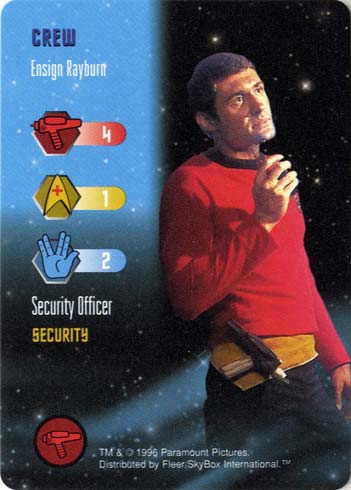 CREW
Ensign Rayburn
4
1
2
Security Officer
SECURITY
TM & © 1996 Paramount Pictures.
Distributed by Fleer/SkyBox International.™